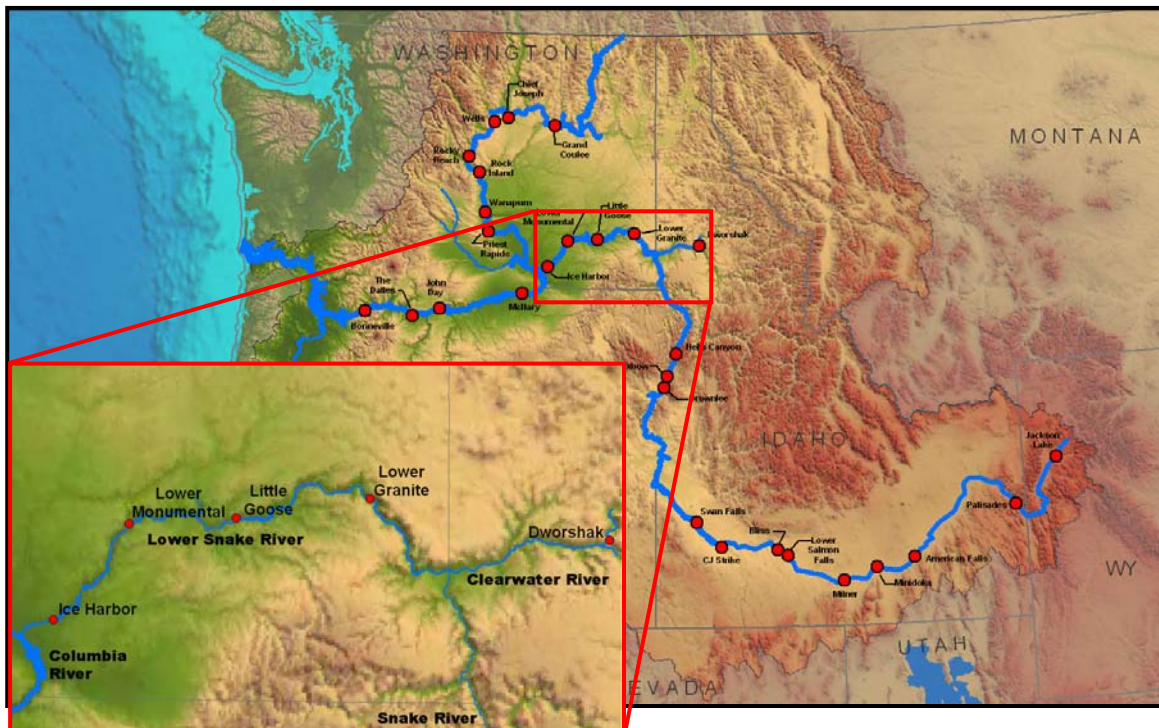 WASHINGTON
Chief
Joseph
Wells
Grand
Coulee
MONTANA
Rocky
Reach
Rock
Island
Wanapum
Priest
Rapids
Monumental
Little
Goose
Lower
Granite
Dworshak
Ice Harbor
The
Dalles
John
Day
McNary
Bonneville
Hells Canyon
Brownlee
IDAHO
Jackson
Lake
Palisades
Swan Falls
CJ Strike
Bliss
Lower
Salmon
Falls
Milner
Minidoka
American Falls
WY
UTAH
EVADA
Lower
Monumental
Little
Goose
Lower
Granite
Lower Snake River
Dworshak
Clearwater River
Ice Harbor
Columbia
River
Snake River